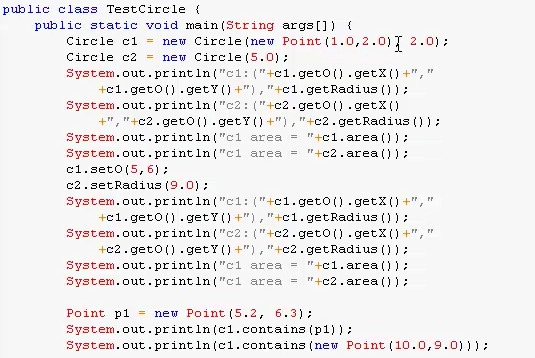 public class TestCircle {
    public static void main(String args[]) {
        Circle c1 = new Circle(new Point(1.0,2.0), 2.0);
        Circle c2 = new Circle(5.0);
        System.out.println("c1:("+c1.getO().getX()+","
            +c1.getO().getY()+"),"+c1.getRadius());
        System.out.println("c2:("+c2.getO().getX()
            +","+c2.getO().getY()+"),"+c2.getRadius());
        System.out.println("c1 area = "+c1.area());
        System.out.println("c1 area = "+c2.area());
        c1.setO(5,6);
        c2.setRadius(9.0);
        System.out.println("c1:("+c1.getO().getX()+","
            +c1.getO().getY()+"),"+c1.getRadius());
        System.out.println("c2:("+c2.getO().getX()+","
            +c2.getO().getY()+"),"+c2.getRadius());
        System.out.println("c1 area = "+c1.area());
        System.out.println("c1 area = "+c2.area());
        Point p1 = new Point(5.2, 6.3);
        System.out.println(c1.contains(p1));
        System.out.println(c1.contains(new Point(10.0,9.0)));